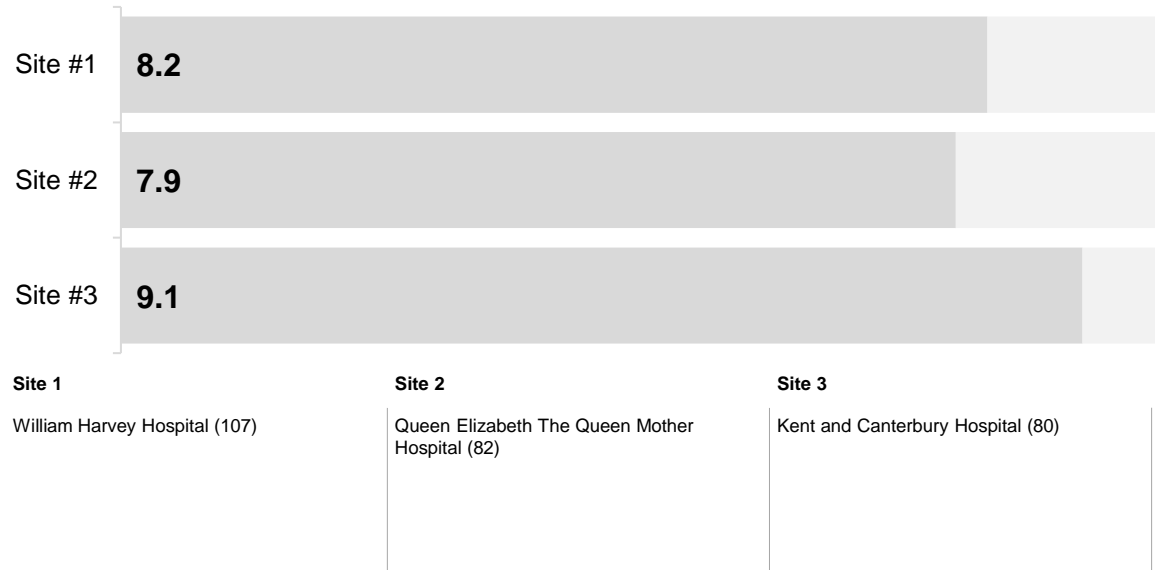 Site #1 8.2
Site #2 7.9
Site #3 9.1
Site 1 Site 2 Site 3
William Harvey Hospital (107)
Queen Elizabeth The Queen Mother
Hospital (82)
Kent and Canterbury Hospital (80)